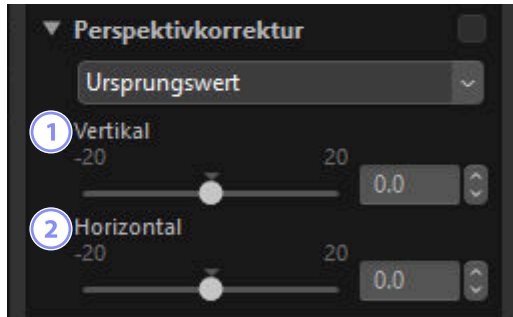 Perspektivkorrektur
Ursprungswert
1 Vertikal
-20 20
0.0
2 Horizontal
-20 20
0.0